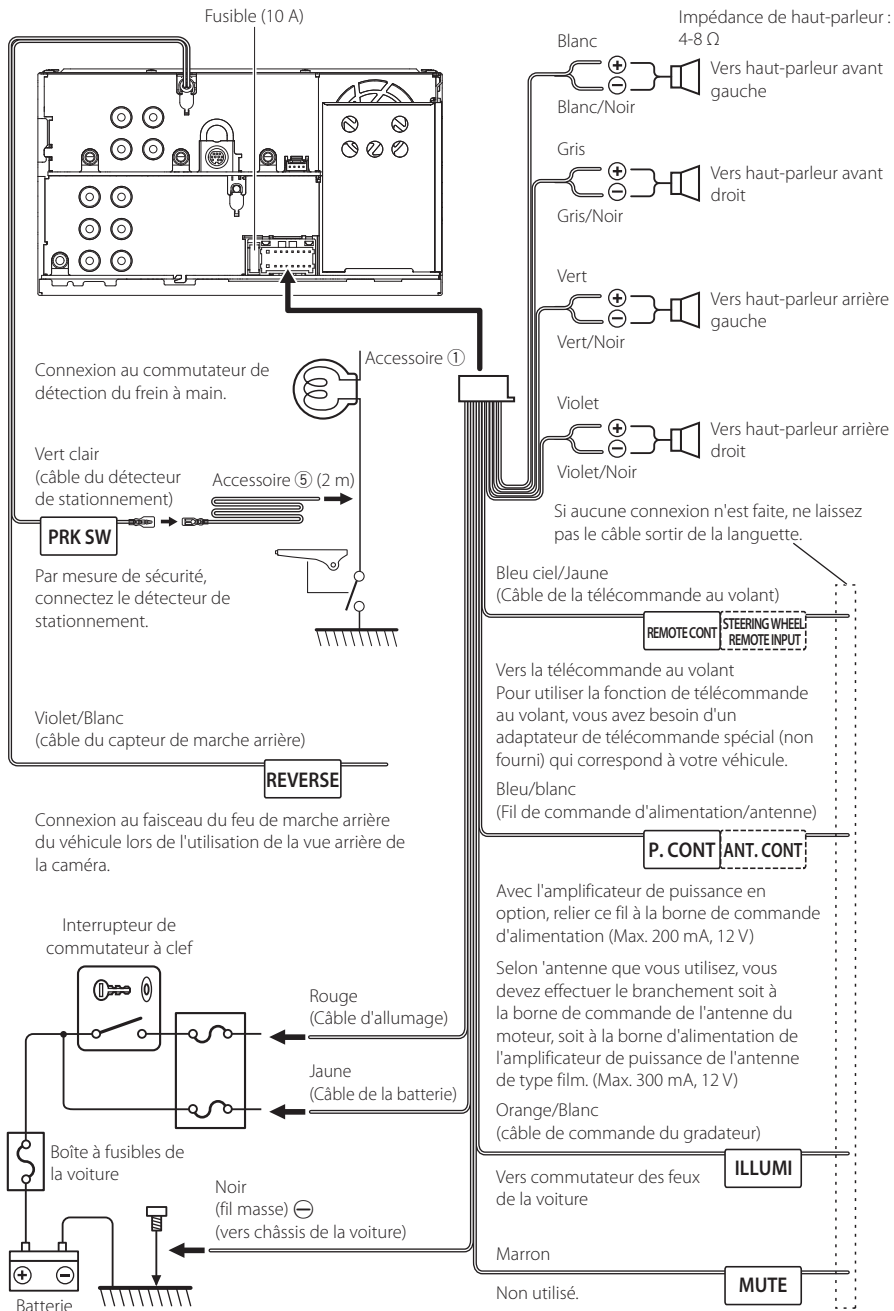 Fusible (10 A)
Impédance de haut-parleur :
4-8 Ω
Blanc
Vers haut-parleur avant
gauche
Blanc/Noir
Gris
Vers haut-parleur avant
droit
Gris/Noir
Vert
Vers haut-parleur arrière
gauche
Vert/Noir
Violet
Vers haut-parleur arrière
droit
Violet/Noir
Accessoire ①
Connexion au commutateur de
détection du frein à main.
Vert clair
(câble du détecteur
de stationnement)
Accessoire ⑤ (2 m)
PRK SW
Par mesure de sécurité,
connectez le détecteur de
stationnement.
Si aucune connexion n'est faite, ne laissez
pas le câble sortir de la languette.
Bleu ciel/Jaune
(Câble de la télécommande au volant)
REMOTE CONT
STEERING WHEEL
REMOTE INPUT
Vers la télécommande au volant
Pour utiliser la fonction de télécommande
au volant, vous avez besoin d'un
adaptateur de télécommande spécial (non
fourni) qui correspond à votre véhicule.
Violet/Blanc
(câble du capteur de marche arrière)
REVERSE
Connexion au faisceau du feu de marche arrière
du véhicule lors de l'utilisation de la vue arrière de
la caméra.
Bleu/blanc
(Fil de commande d'alimentation/antenne)
P. CONT
ANT. CONT
Avec l'amplificateur de puissance en
option, relier ce fil à la borne de commande
d'alimentation (Max. 200 mA, 12 V)
Selon 'antenne que vous utilisez, vous
devez effectuer le branchement soit à
la borne de commande de l'antenne du
moteur, soit à la borne d'alimentation de
l'amplificateur de puissance de l'antenne
de type film. (Max. 300 mA, 12 V)
Interrupteur de
commutateur à clef
Rouge
(Câble d'allumage)
Jaune
(Câble de la batterie)
Boîte à fusibles de
la voiture
Noir
(fil masse) ⊖
(vers châssis de la voiture)
⊕ ⊖
Batterie
Orange/Blanc
(câble de commande du gradateur)
ILLUMI
Vers commutateur des feux
de la voiture
Marron
MUTE
Non utilisé.